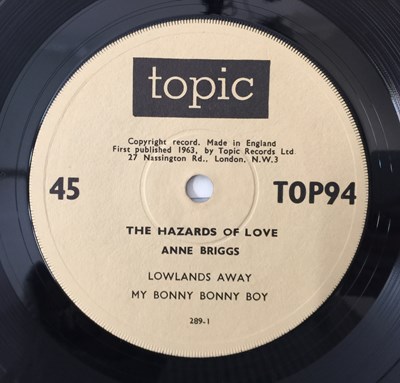 topic
Copyright record. Made in England
First published 1963, by Topic Records Ltd
27 Nassington Rd., London, N.W.3
45
TOP94
THE HAZARDS OF LOVE
ANNE BRIGGS
LOWLANDS AWAY
MY BONNY BONNY BOY
289-1